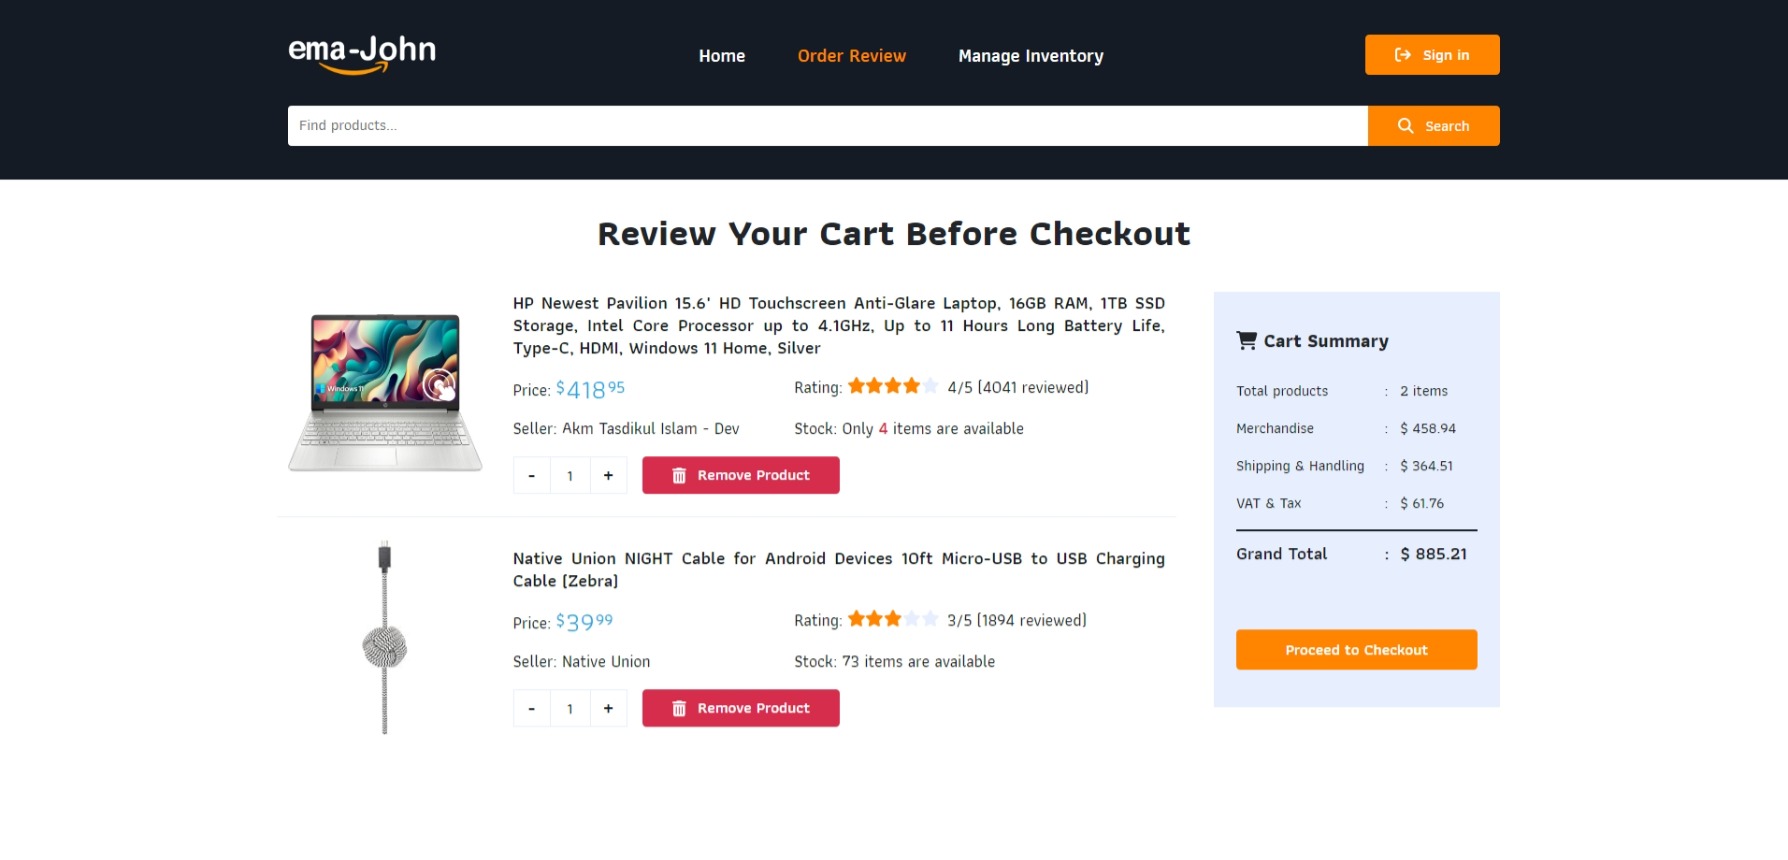 ema-John
Home
Order Review
Manage Inventory
Sign in
Find products...
Search
Review Your Cart Before Checkout
Windows 11
HP Newest Pavilion 15.6' HD Touchscreen Anti-Glare Laptop, 16GB RAM, 1TB SSD
Storage, Intel Core Processor up to 4.1GHz, Up to 11 Hours Long Battery Life,
Type-C, HDMI, Windows 11 Home, Silver
Price: $41895
Rating: 4/5 (4041 reviewed)
Seller: Akm Tasdikul Islam - Dev
Stock: Only 4 items are available
- 1 +
Remove Product
Native Union NIGHT Cable for Android Devices 10ft Micro-USB to USB Charging
Cable (Zebra)
Price: $3999
Rating: 3/5 (1894 reviewed)
Seller: Native Union
Stock: 73 items are available
- 1 +
Remove Product
Cart Summary
Total products : 2 items
Merchandise : $ 458.94
Shipping & Handling : $ 364.51
VAT & Tax : $ 61.76
Grand Total : $ 885.21
Proceed to Checkout